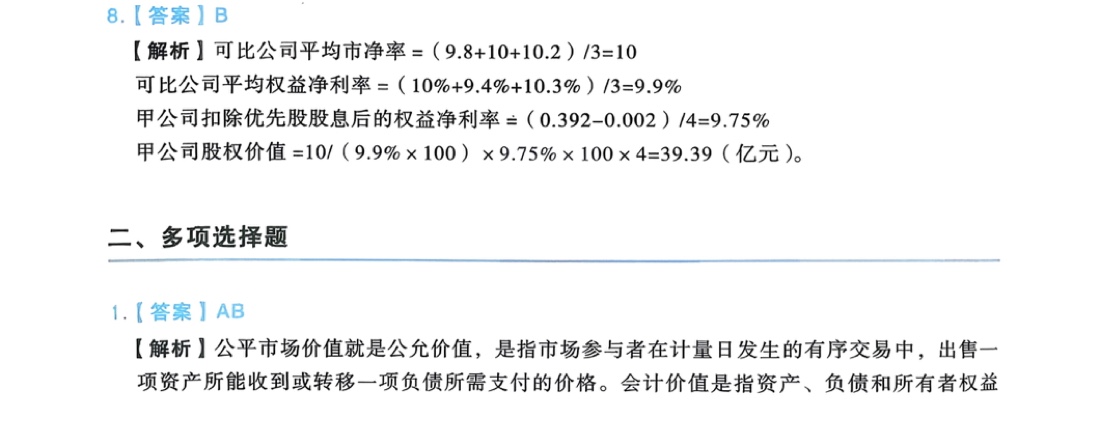 8.【答案】B
【解析】可比公司平均市净率 =（9.8+10+10.2）/3=10
可比公司平均权益净利率 =（10%+9.4%+10.3%）/3=9.9%
甲公司扣除优先股股息后的权益净利率 =（0.392-0.002）/4=9.75%
甲公司股权价值 =10/（9.9% × 100）× 9.75% × 100 × 4=39.39（亿元）。
二、多项选择题
1.【答案】AB
【解析】公平市场价值就是公允价值，是指市场参与者在计量日发生的有序交易中，出售一
项资产所能收到或转移一项负债所需支付的价格。会计价值是指资产、负债和所有者权益